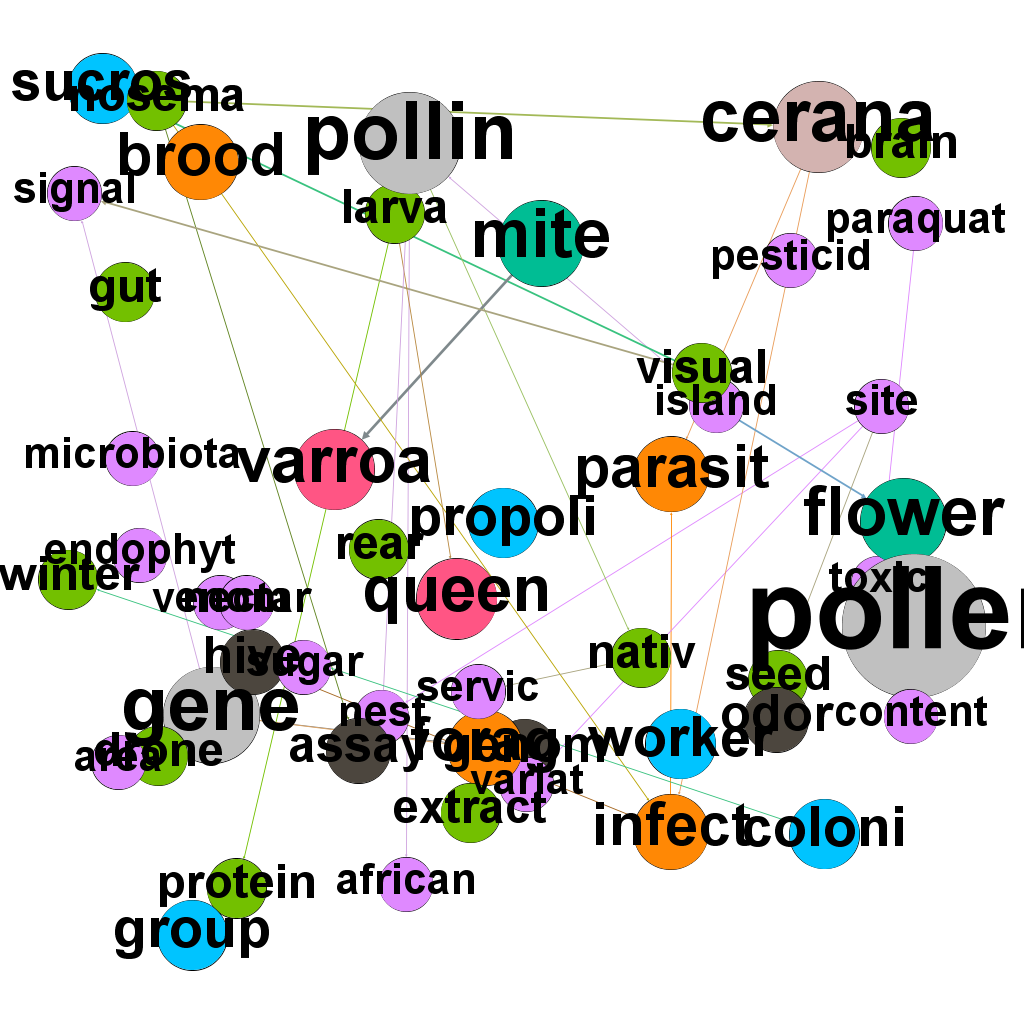 sucros
nosema
pollin
cerana
brood
brain
signal
larva
mite
paraquat
pesticid
gut
visual
island
site
microbiota
varroa
parasit
propoli
flower
endophyt
rear
winter
toxic
queen
nectar
pollen
hive
sugar
nativ
seed
servic
gene
nest
odor
content
area
drone
assay
forag
genom
worker
variat
extract
infect
coloni
protein
african
group